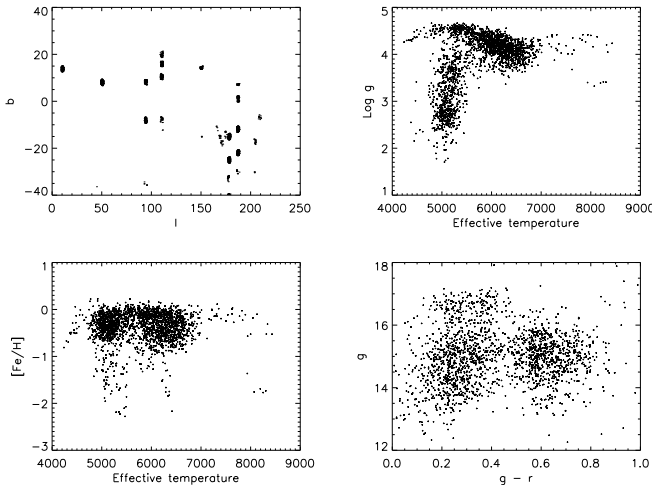 40
20
0
−20
−40
b
0 50 100 150 200 250
l
5
4
3
2
1
Log g
4000 5000 6000 7000 8000 9000
Effective temperature
1
0
−1
−2
−3
[Fe/H]
4000 5000 6000 7000 8000 9000
Effective temperature
18
16
14
12
g
0.0 0.2 0.4 0.6 0.8 1.0
g − r